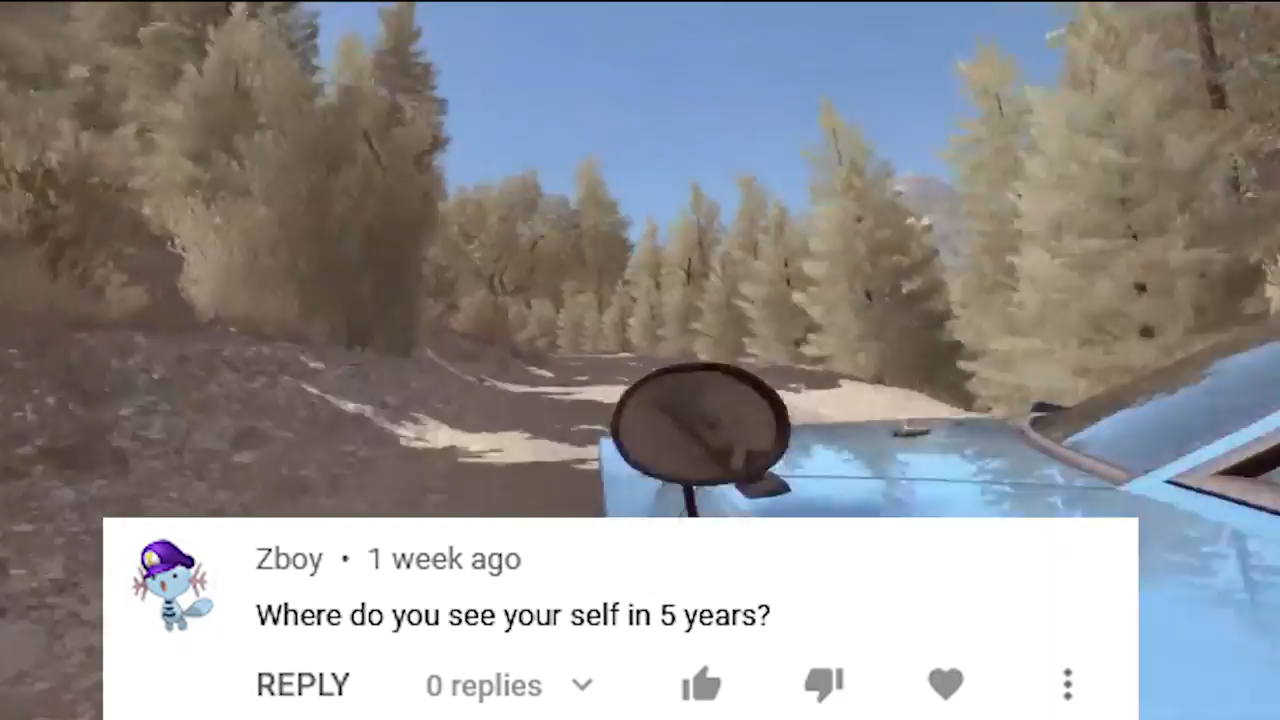 Zboy • 1 week ago
Where do you see your self in 5 years?
REPLY 0 replies